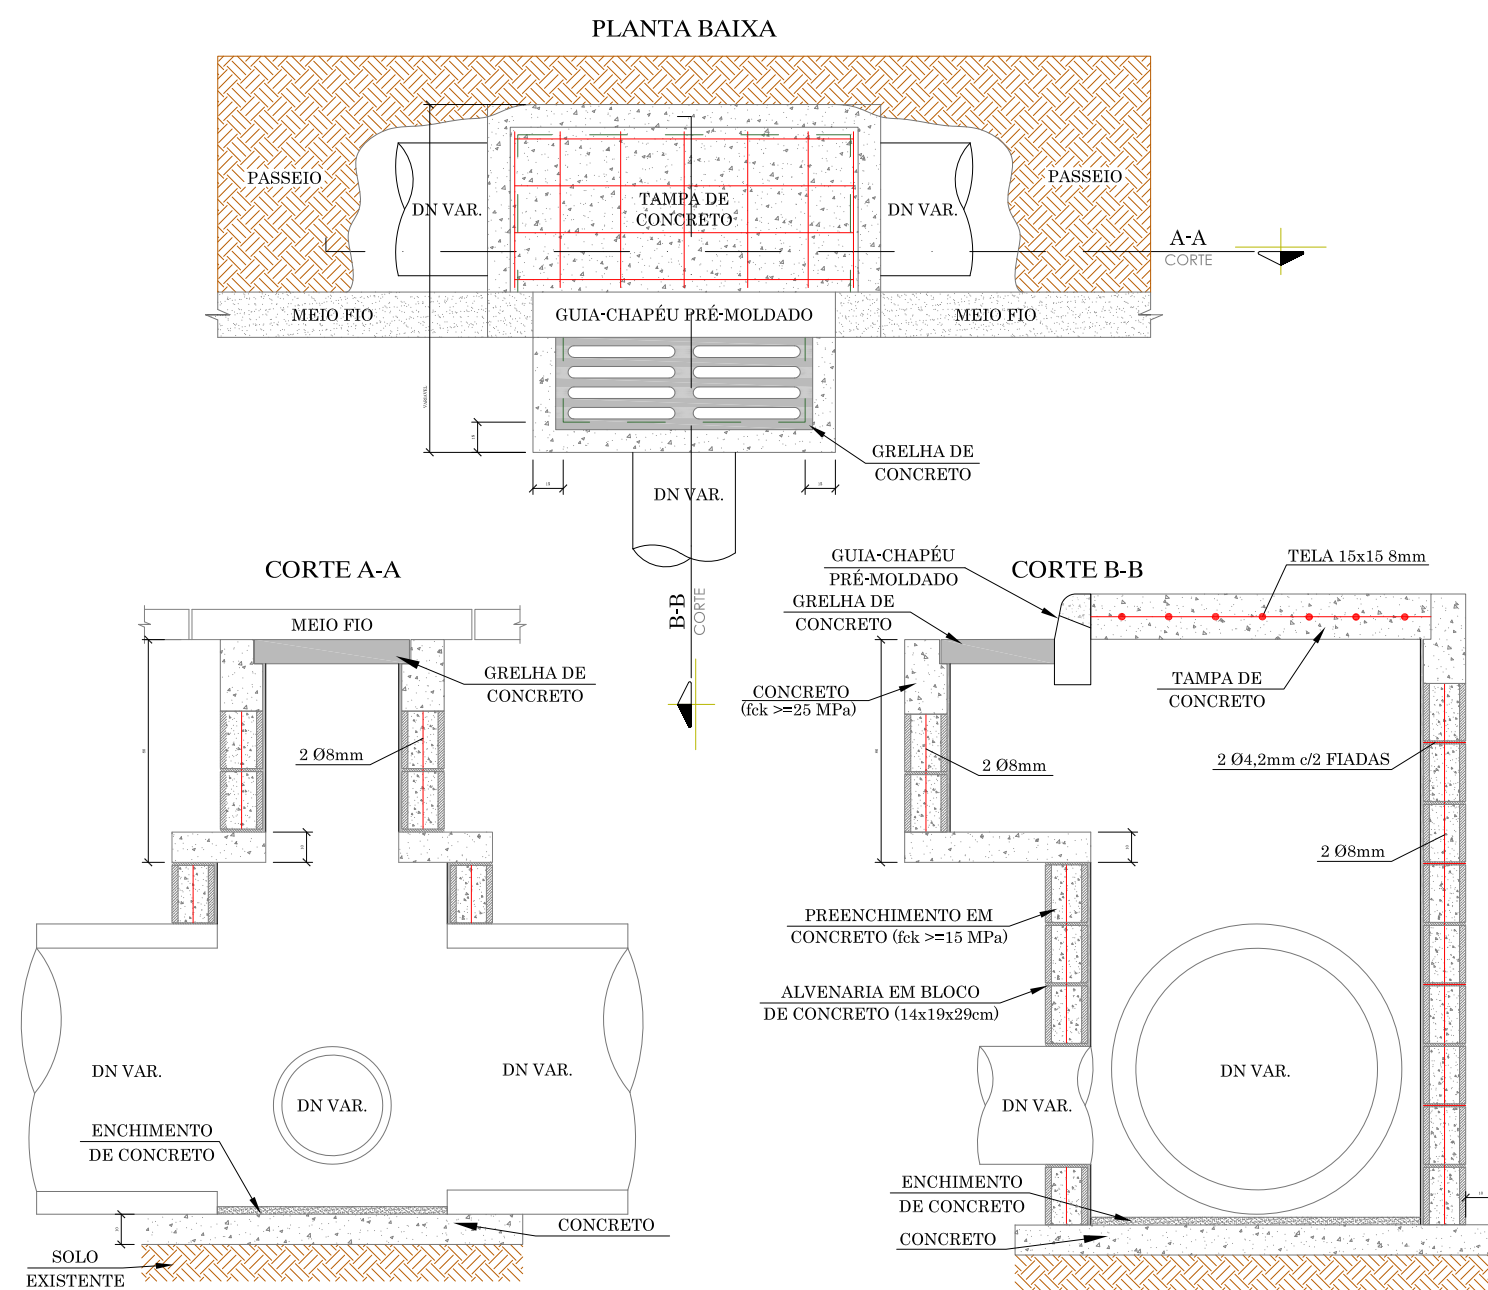 PLANTA BAIXA
PASSEIO
PASSEIO
DN VAR.
TAMPA DE
CONCRETO
DN VAR.
A-A
CORTE
MEIO FIO
GUIA-CHAPÉU PRÉ-MOLDADO
MEIO FIO
VARIÁVEL
GRELHA DE
CONCRETO
DN VAR.
B-B
CORTE
CORTE A-A
MEIO FIO
GRELHA DE
CONCRETO
2 Ø8mm
DN VAR.
DN VAR.
DN VAR.
ENCHIMENTO
DE CONCRETO
CONCRETO
SOLO
EXISTENTE
CORTE B-B
GUIA-CHAPÉU
PRÉ-MOLDADO
TELA 15x15 8mm
GRELHA DE
CONCRETO
TAMPA DE
CONCRETO
CONCRETO
(fck >=25 MPa)
2 Ø8mm
2 Ø4,2mm c/2 FIADAS
2 Ø8mm
PREENCHIMENTO EM
CONCRETO (fck >=15 MPa)
ALVENARIA EM BLOCO
DE CONCRETO (14x19x29cm)
DN VAR.
DN VAR.
ENCHIMENTO
DE CONCRETO
CONCRETO